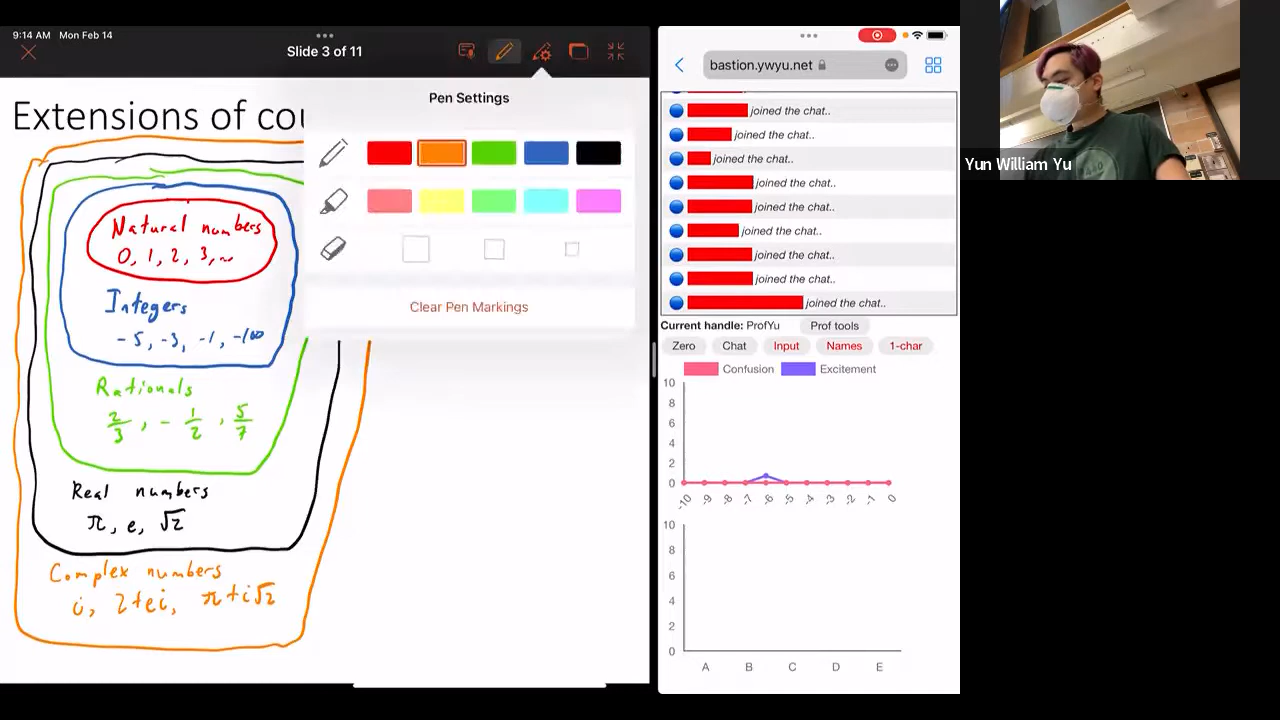 9:14 AM Mon Feb 14
Slide 3 of 11
Extensions of cou
Natural numbers
0, 1, 2, 3, ...
Integers
-5, -3, -1, -100
Rationals
2/3, -1/2, 5/7
Real numbers
π, e, √2
Complex numbers
i, 2+ei, π+i√2
Pen Settings
Clear Pen Markings
bastion.ywyu.net
joined the chat..
joined the chat..
joined the chat..
joined the chat..
joined the chat..
joined the chat..
joined the chat..
joined the chat..
joined the chat..
Current handle: ProfYu Prof tools
Zero Chat Input Names 1-char
Confusion Excitement
10
8
6
4
2
0
-10 -9 -8 -7 -6 -5 -4 -3 -2 -1 0
10
8
6
4
2
0
A B C D E
Yun William Yu